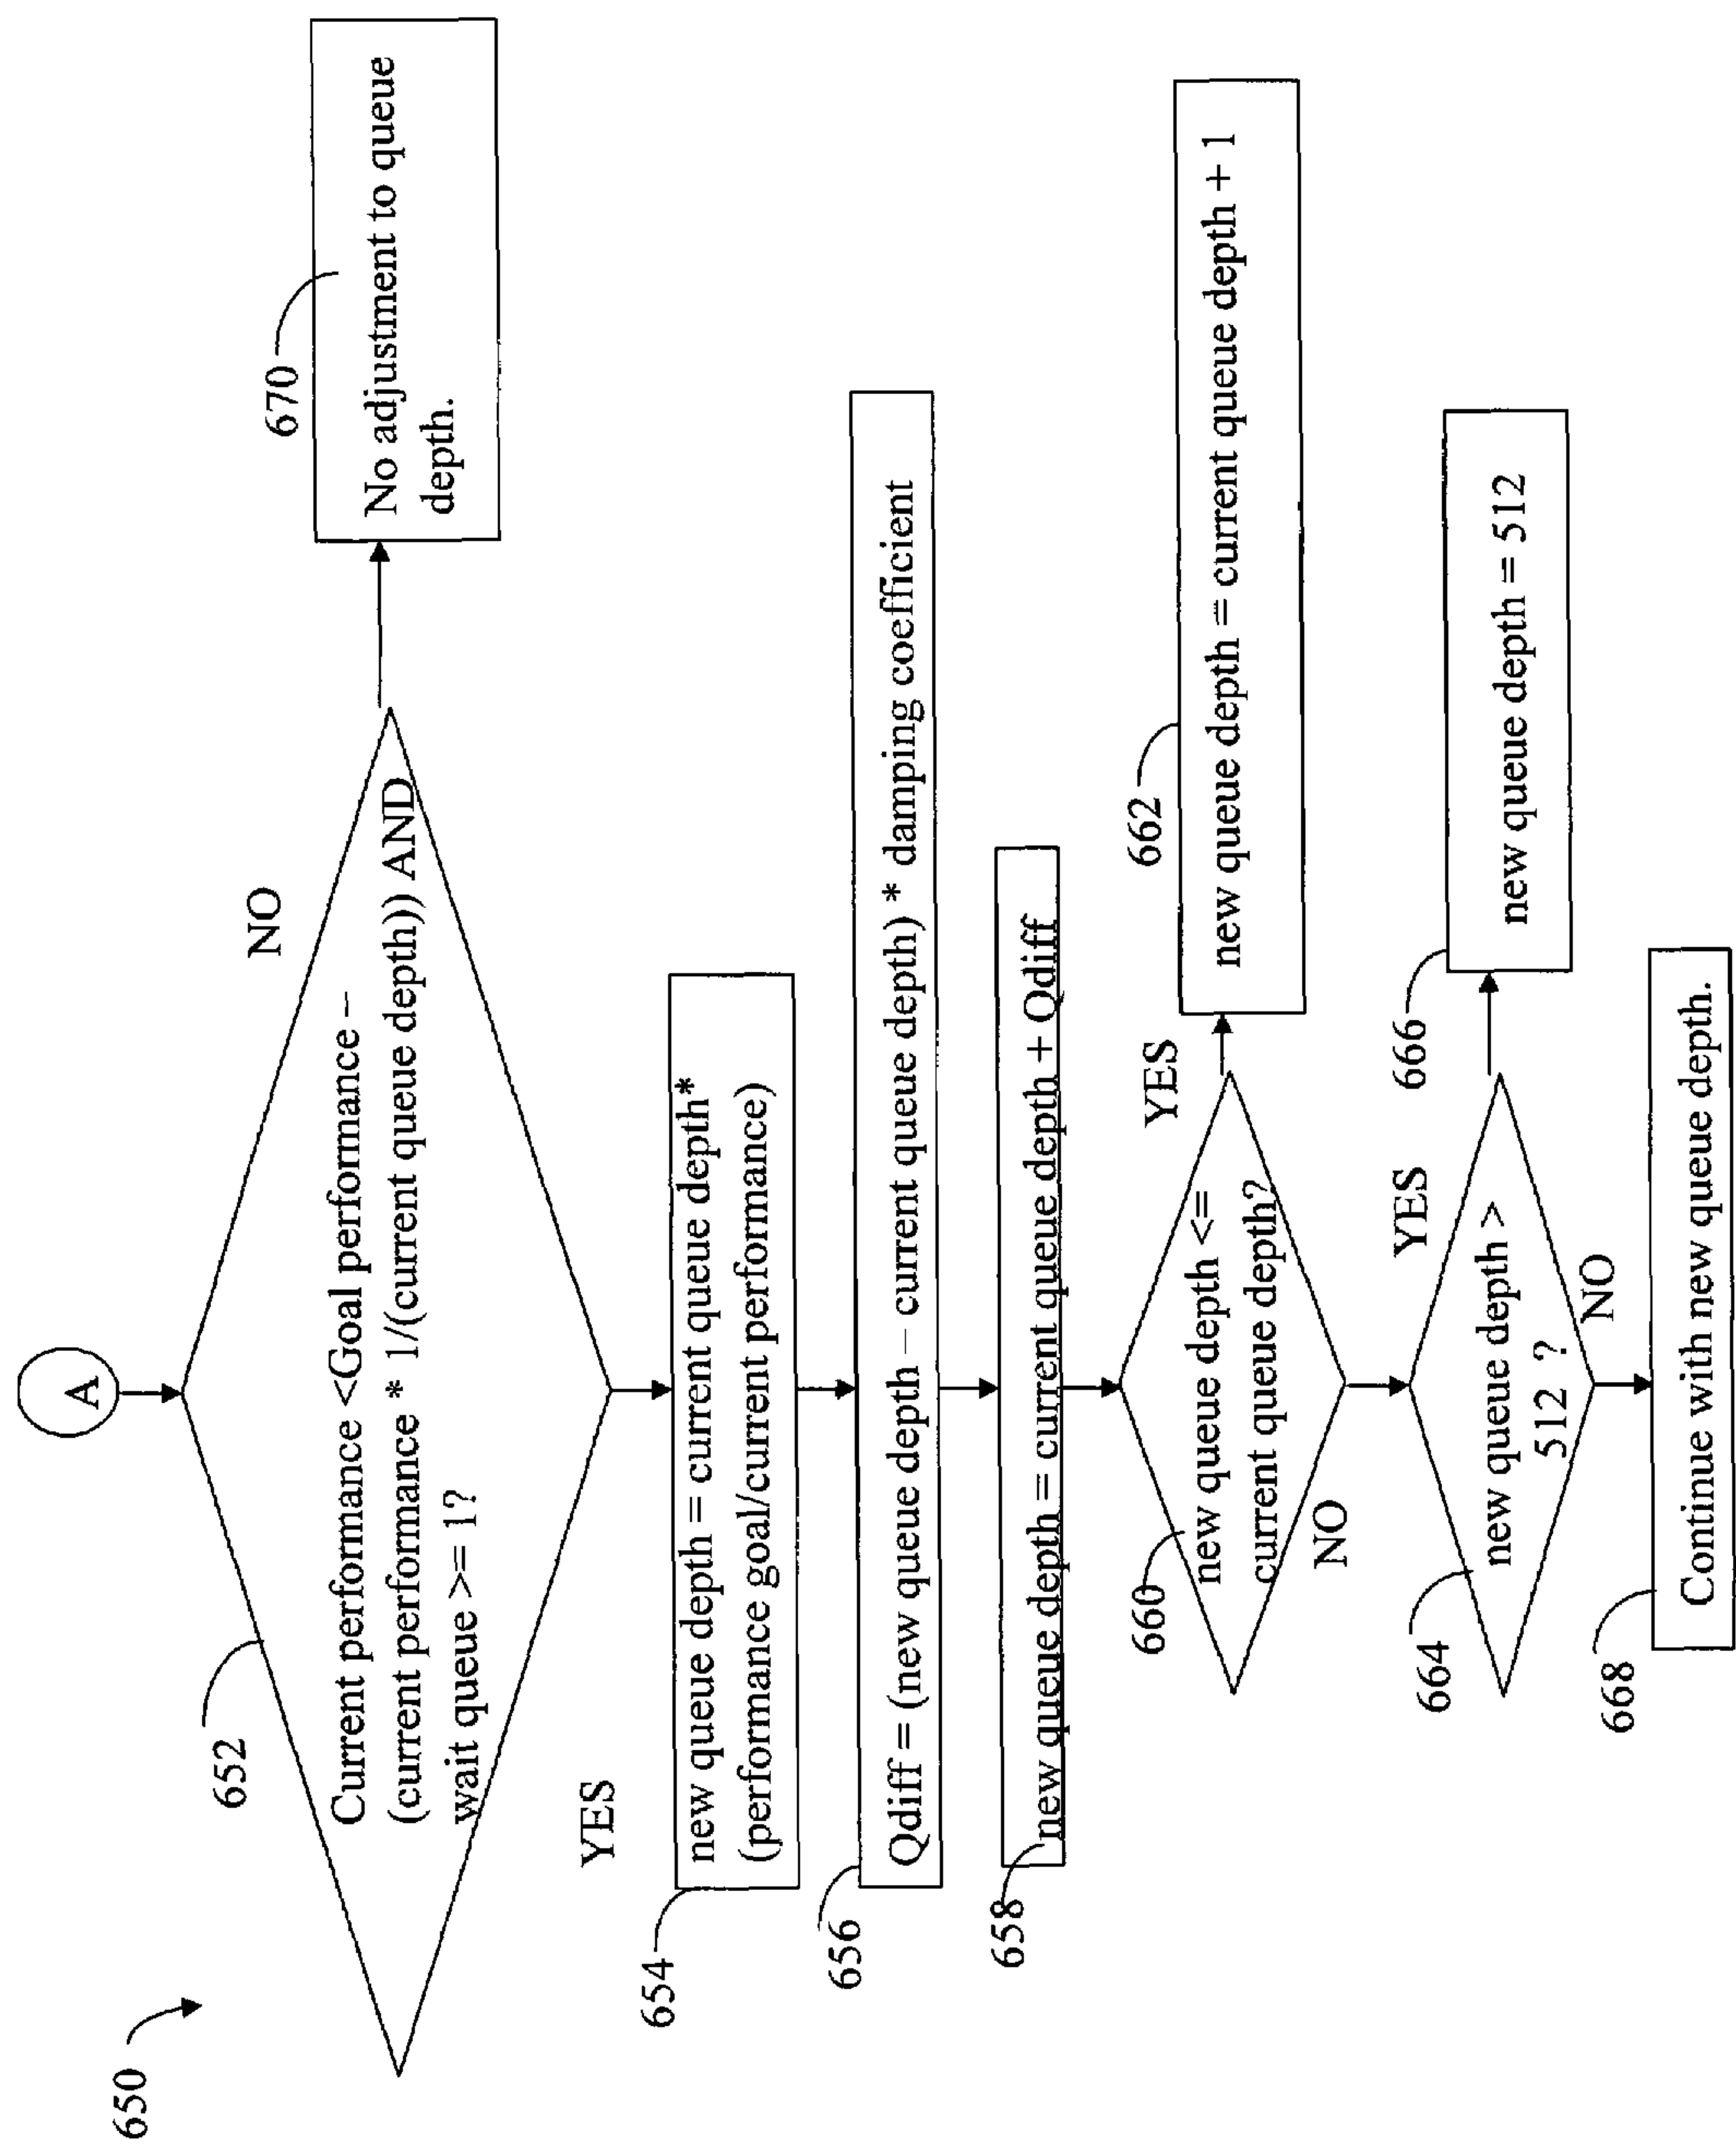 650
A
652
Current performance <Goal performance –
(current performance * 1/(current queue depth)) AND
wait queue >= 1?
NO
670
No adjustment to queue
depth.
YES
654
new queue depth = current queue depth*
(performance goal/current performance)
656
Qdiff = (new queue depth – current queue depth) * damping coefficient
658
new queue depth = current queue depth + Qdiff
660
new queue depth <=
current queue depth?
YES
662
new queue depth = current queue depth + 1
NO
664
new queue depth >
512 ?
YES
666
new queue depth = 512
NO
668
Continue with new queue depth.